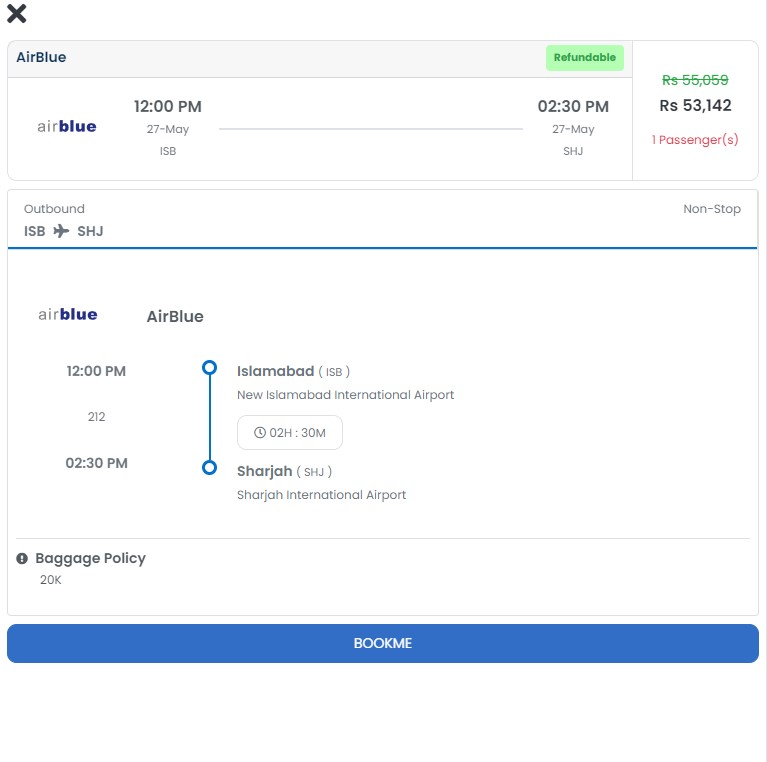 AirBlue
Refundable
Rs 55,059
Rs 53,142
1 Passenger(s)
airblue
12:00 PM
27-May
ISB
02:30 PM
27-May
SHJ
Outbound
Non-Stop
ISB SHJ
airblue
AirBlue
12:00 PM
Islamabad ( ISB )
New Islamabad International Airport
212
02H : 30M
02:30 PM
Sharjah ( SHJ )
Sharjah International Airport
Baggage Policy
20K
BOOKME